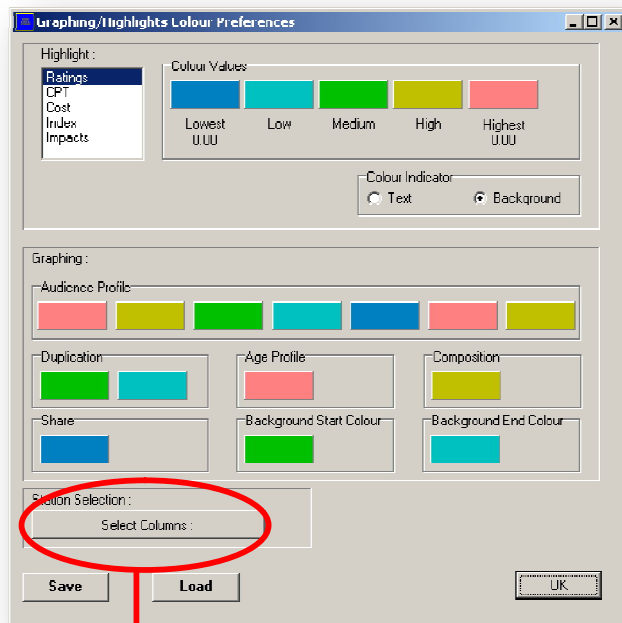 Graphing/Highlights Colour Preferences
Highlight :
Ratings
CPT
Cost
Index
Impacts
Colour Values
Lowest Low Medium High Highest
0.00 0.00
Colour Indicator
Text Background
Graphing :
Audience Profile
Duplication Age Profile Composition
Share Background Start Colour Background End Colour
Station Selection :
Select Columns :
Save Load OK